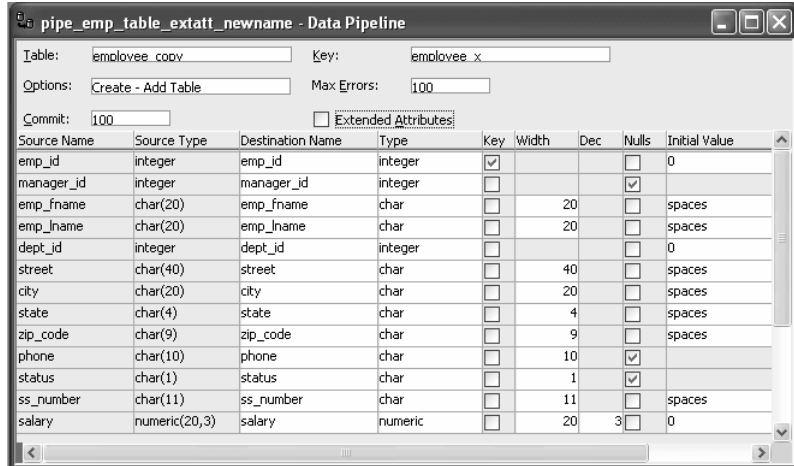 pipe_emp_table_extatt_newname - Data Pipeline
Table: employee_copy Key: employee_x
Options: Create - Add Table Max Errors: 100
Commit: 100 Extended Attributes
Source Name Source Type Destination Name Type Key Width Dec Nulls Initial Value
emp_id integer emp_id integer 0
manager_id integer manager_id integer
emp_fname char(20) emp_fname char 20 spaces
emp_lname char(20) emp_lname char 20 spaces
dept_id integer dept_id integer 0
street char(40) street char 40 spaces
city char(20) city char 20 spaces
state char(4) state char 4 spaces
zip_code char(9) zip_code char 9 spaces
phone char(10) phone char 10
status char(1) status char 1
ss_number char(11) ss_number char 11 spaces
salary numeric(20,3) salary numeric 20 3 0